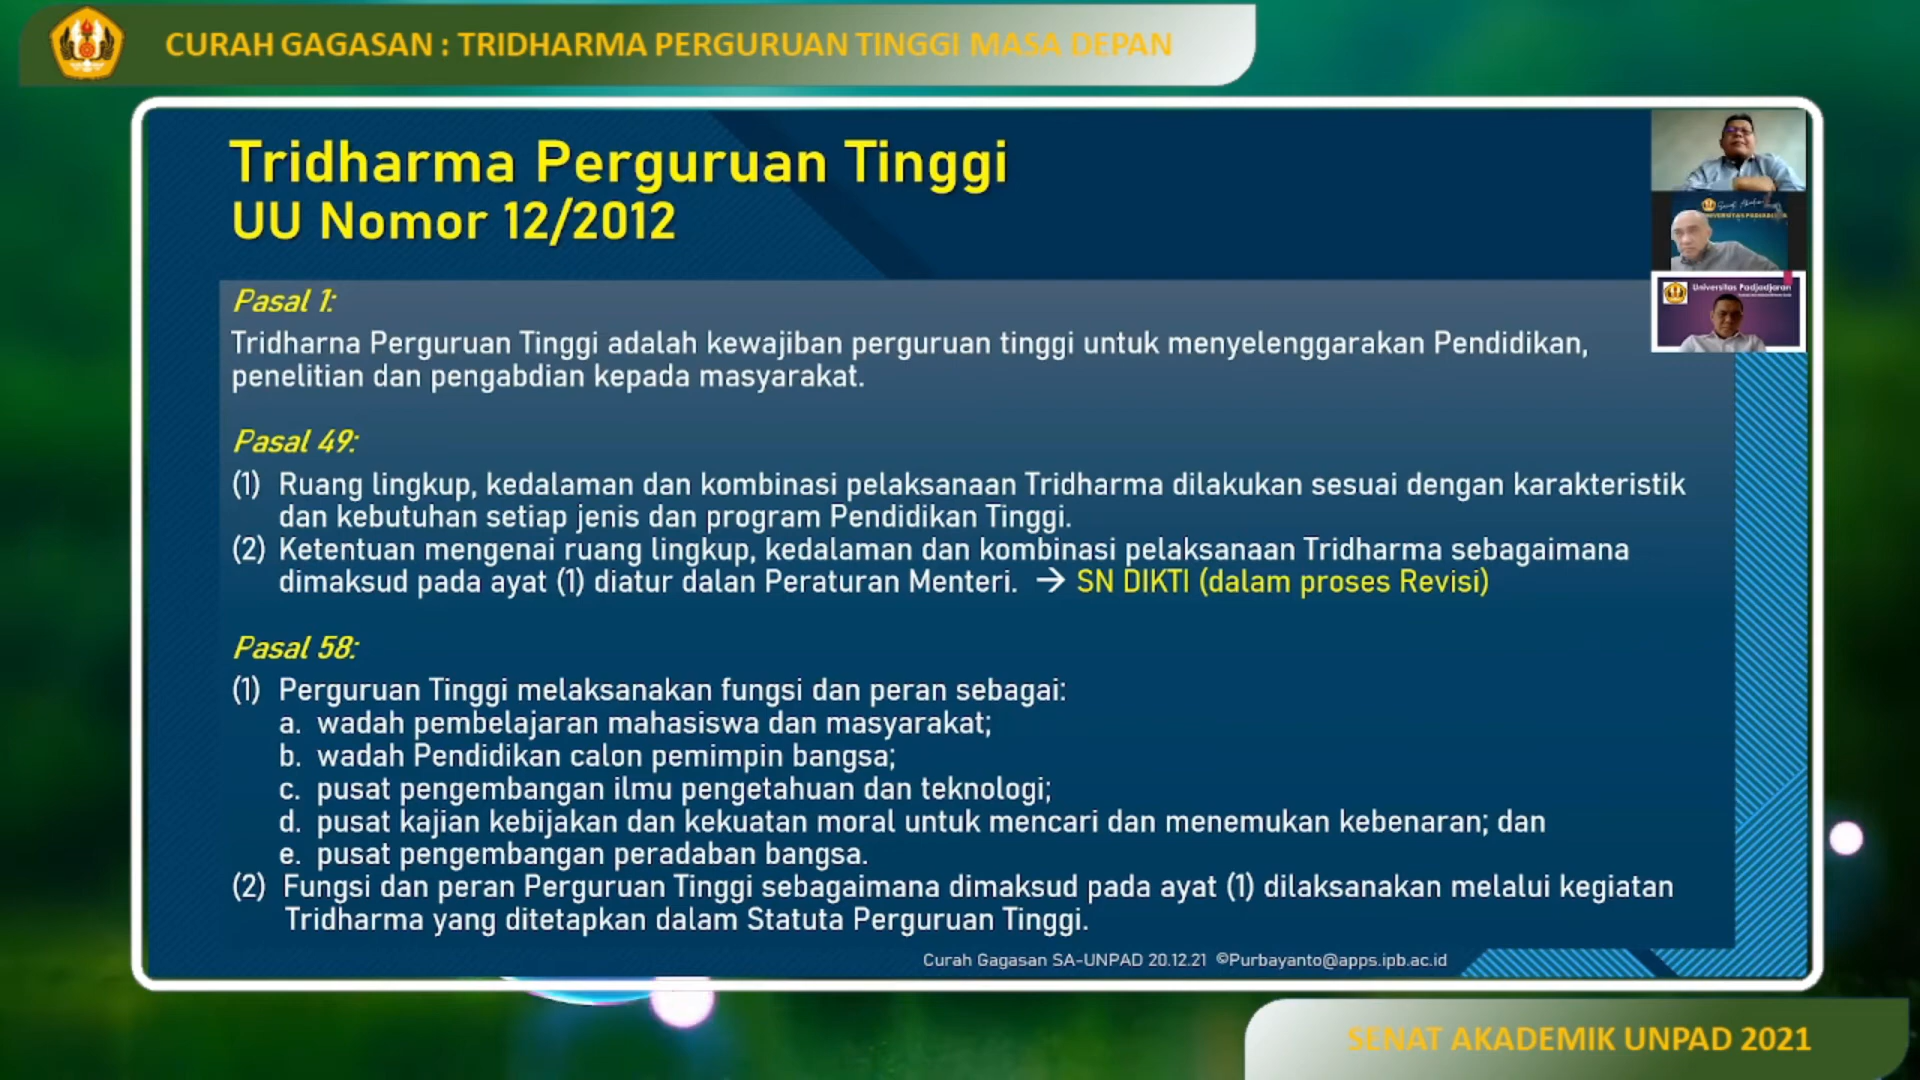 CURAH GAGASAN : TRIDHARMA PERGURUAN TINGGI MASA DEPAN
Tridharma Perguruan Tinggi
UU Nomor 12/2012
Pasal 1:
Tridharna Perguruan Tinggi adalah kewajiban perguruan tinggi untuk menyelenggarakan Pendidikan,
penelitian dan pengabdian kepada masyarakat.
Pasal 49:
(1) Ruang lingkup, kedalaman dan kombinasi pelaksanaan Tridharma dilakukan sesuai dengan karakteristik
dan kebutuhan setiap jenis dan program Pendidikan Tinggi.
(2) Ketentuan mengenai ruang lingkup, kedalaman dan kombinasi pelaksanaan Tridharma sebagaimana
dimaksud pada ayat (1) diatur dalan Peraturan Menteri. → SN DIKTI (dalam proses Revisi)
Pasal 58:
(1) Perguruan Tinggi melaksanakan fungsi dan peran sebagai:
a. wadah pembelajaran mahasiswa dan masyarakat;
b. wadah Pendidikan calon pemimpin bangsa;
c. pusat pengembangan ilmu pengetahuan dan teknologi;
d. pusat kajian kebijakan dan kekuatan moral untuk mencari dan menemukan kebenaran; dan
e. pusat pengembangan peradaban bangsa.
(2) Fungsi dan peran Perguruan Tinggi sebagaimana dimaksud pada ayat (1) dilaksanakan melalui kegiatan
Tridharma yang ditetapkan dalam Statuta Perguruan Tinggi.
Curah Gagasan SA-UNPAD 20.12.21 ©Purbayanto@apps.ipb.ac.id
Universitas Padjadjaran
SENAT AKADEMIK UNPAD 2021